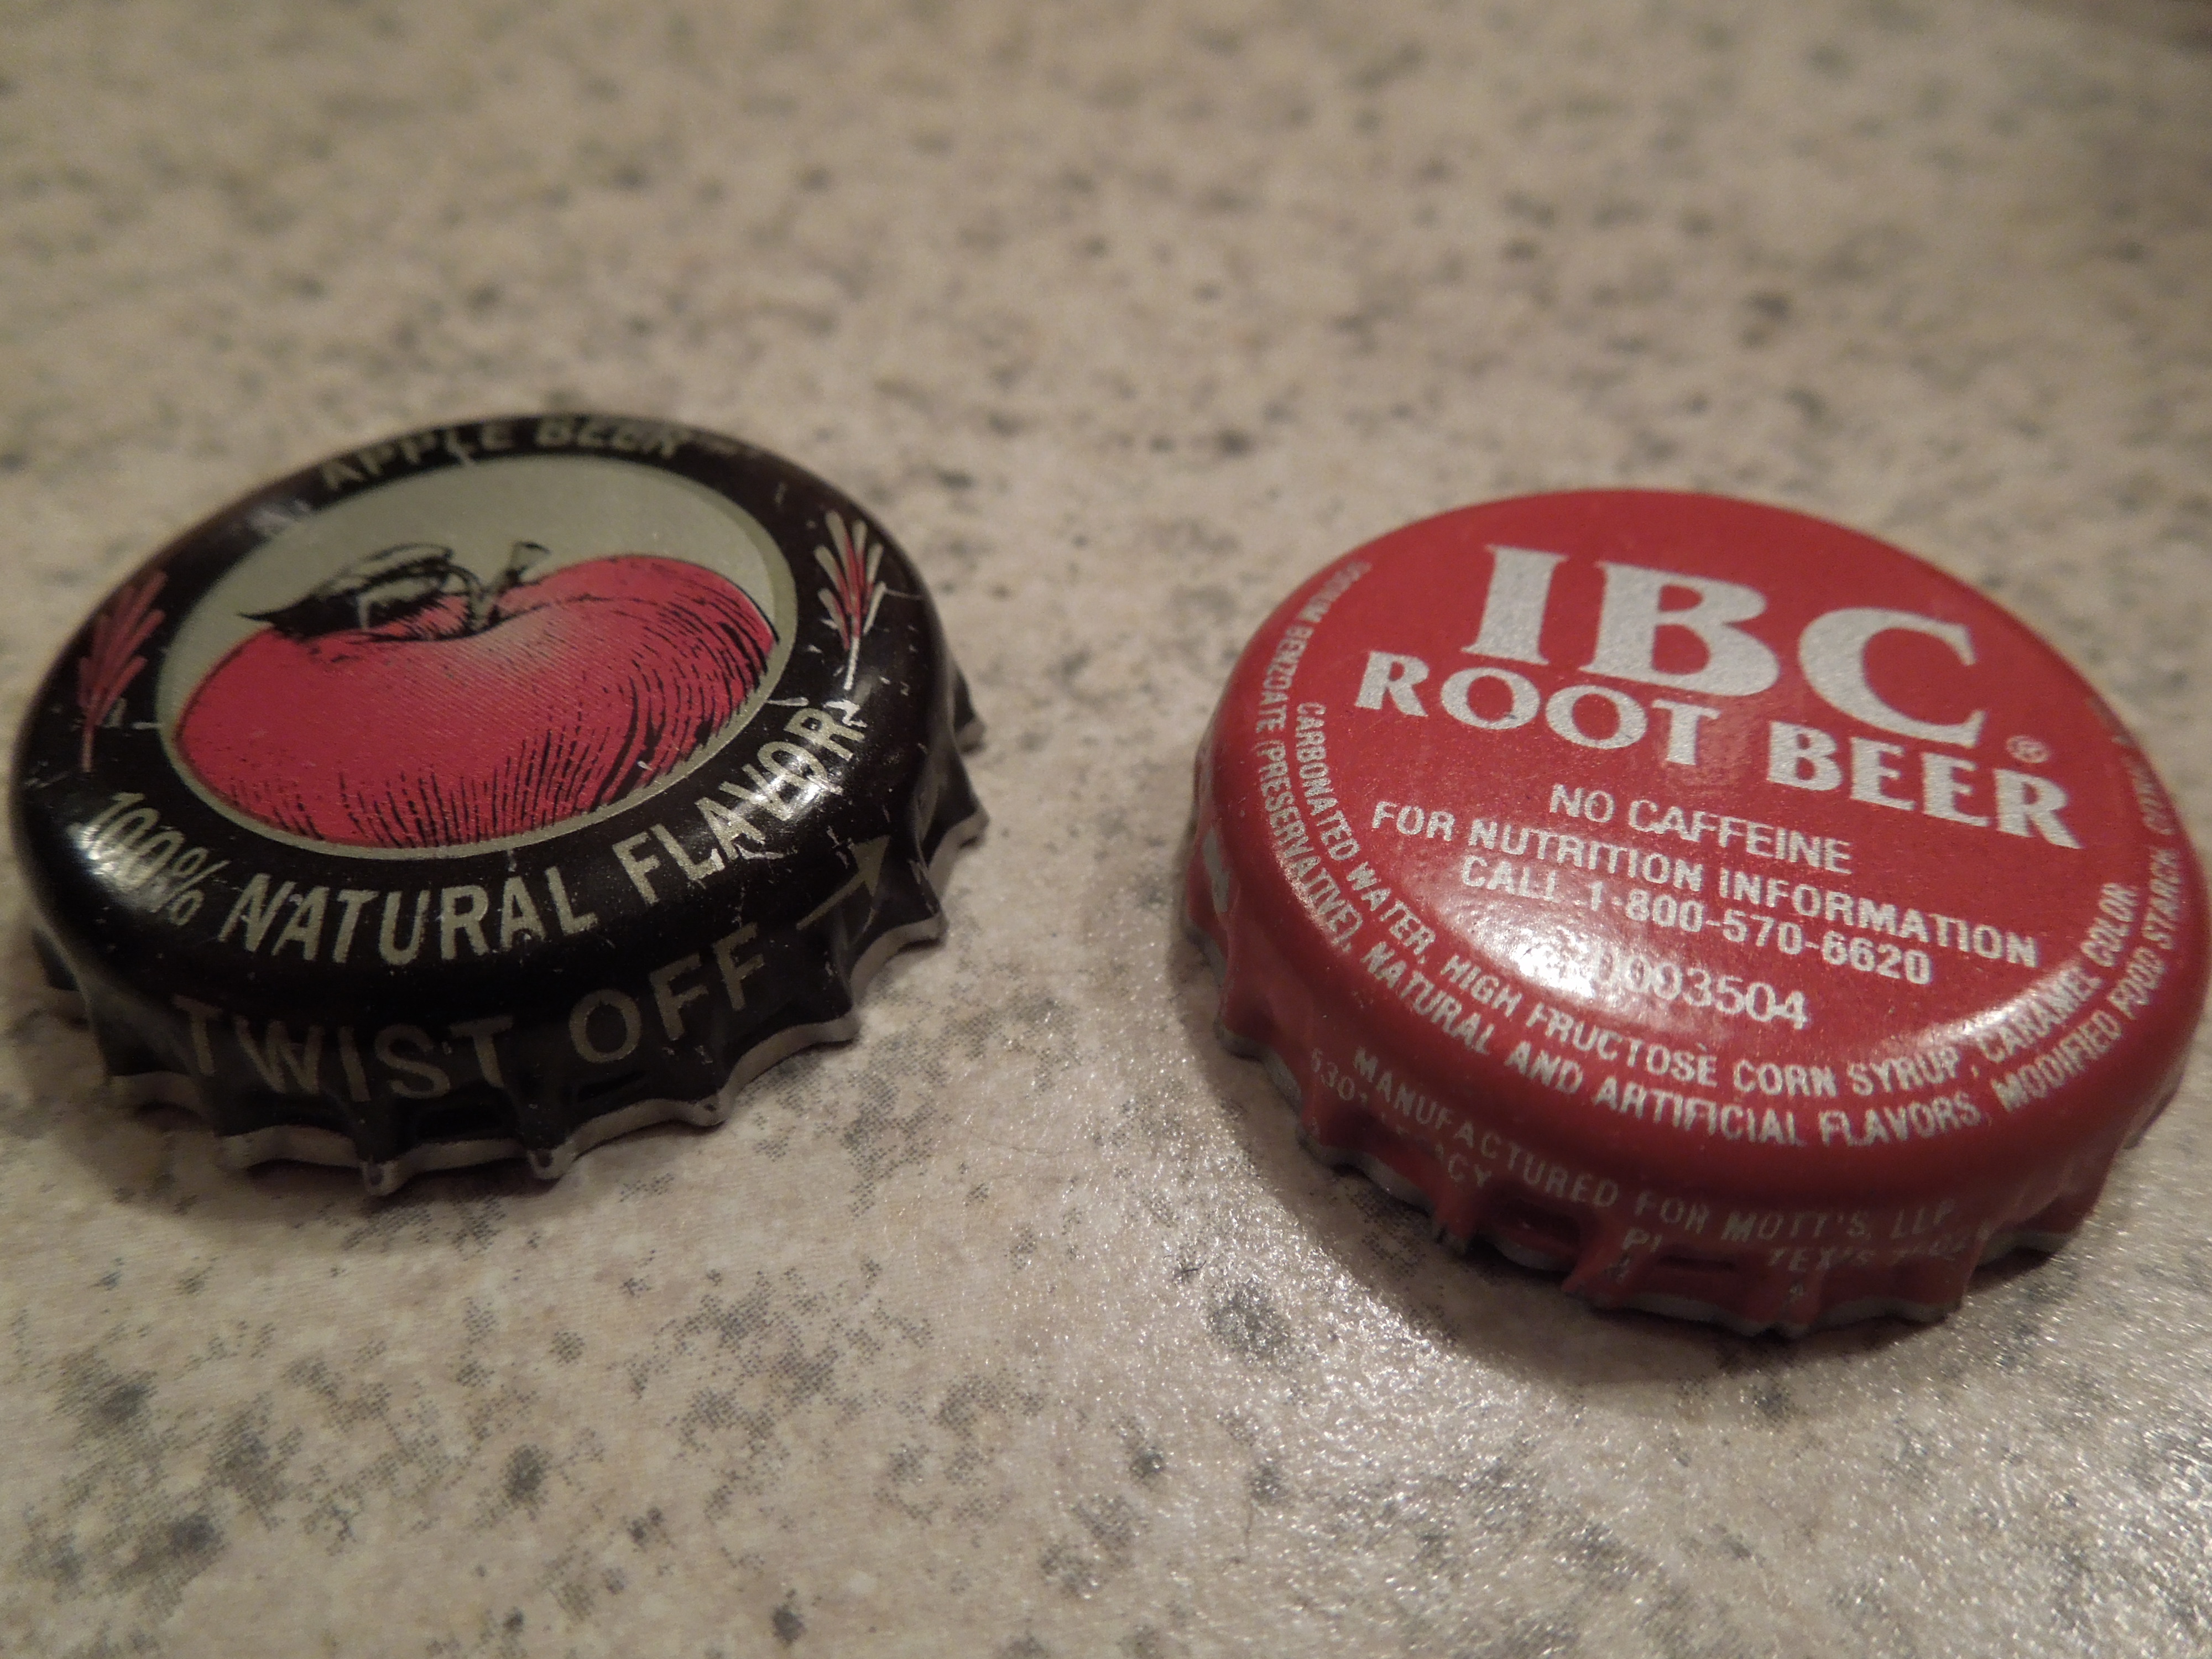 APPLE BEER
100% NATURAL FLAVOR
TWIST OFF
IBC®
ROOT BEER
NO CAFFEINE
FOR NUTRITION INFORMATION
CALL 1-800-570-6620
CARBONATED WATER, HIGH FRUCTOSE CORN SYRUP, CARAMEL COLOR,
BENZOATE (PRESERVATIVE), NATURAL AND ARTIFICIAL FLAVORS, MODIFIED FOOD STARCH,
MANUFACTURED FOR MOTT'S, LLP